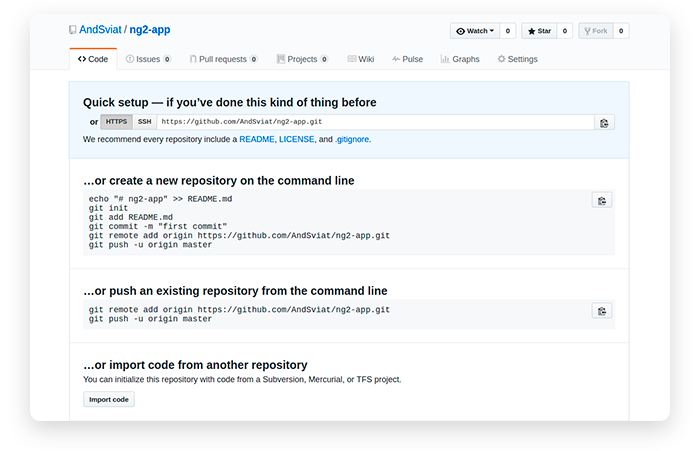 AndSviat / ng2-app
Watch 0 Star 0 Fork 0
Code Issues 0 Pull requests 0 Projects 0 Wiki Pulse Graphs Settings
Quick setup — if you’ve done this kind of thing before
or HTTPS SSH https://github.com/AndSviat/ng2-app.git
We recommend every repository include a README, LICENSE, and .gitignore.
…or create a new repository on the command line
echo "# ng2-app" >> README.md
git init
git add README.md
git commit -m "first commit"
git remote add origin https://github.com/AndSviat/ng2-app.git
git push -u origin master
…or push an existing repository from the command line
git remote add origin https://github.com/AndSviat/ng2-app.git
git push -u origin master
…or import code from another repository
You can initialize this repository with code from a Subversion, Mercurial, or TFS project.
Import code